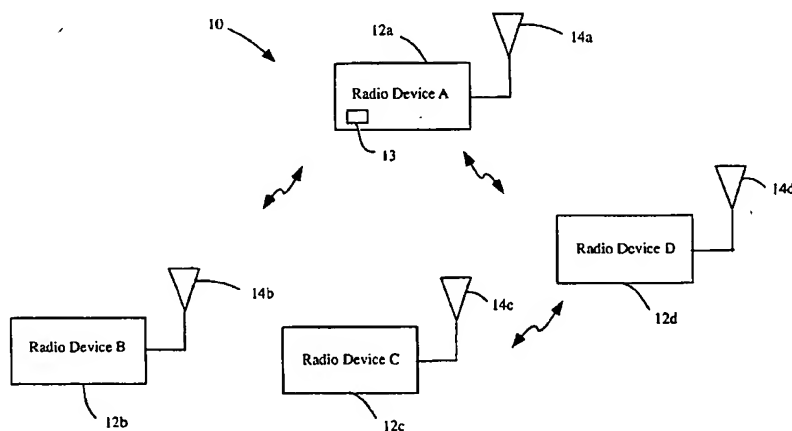 10
12a
14a
Radio Device A
13
14d
Radio Device D
14b
14c
12d
Radio Device B
Radio Device C
12b
12c